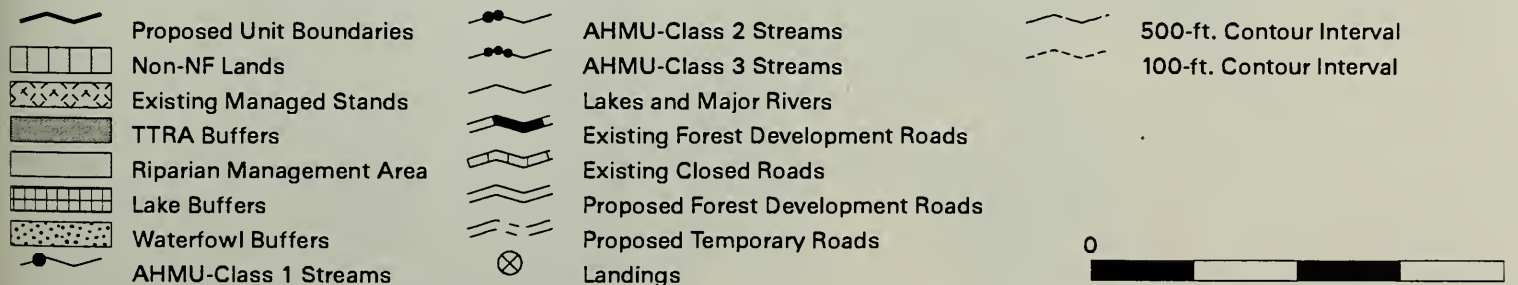 Proposed Unit Boundaries
Non-NF Lands
Existing Managed Stands
TTRA Buffers
Riparian Management Area
Lake Buffers
Waterfowl Buffers
AHMU-Class 1 Streams
AHMU-Class 2 Streams
AHMU-Class 3 Streams
Lakes and Major Rivers
Existing Forest Development Roads
Existing Closed Roads
Proposed Forest Development Roads
Proposed Temporary Roads
Landings
500-ft. Contour Interval
100-ft. Contour Interval
0